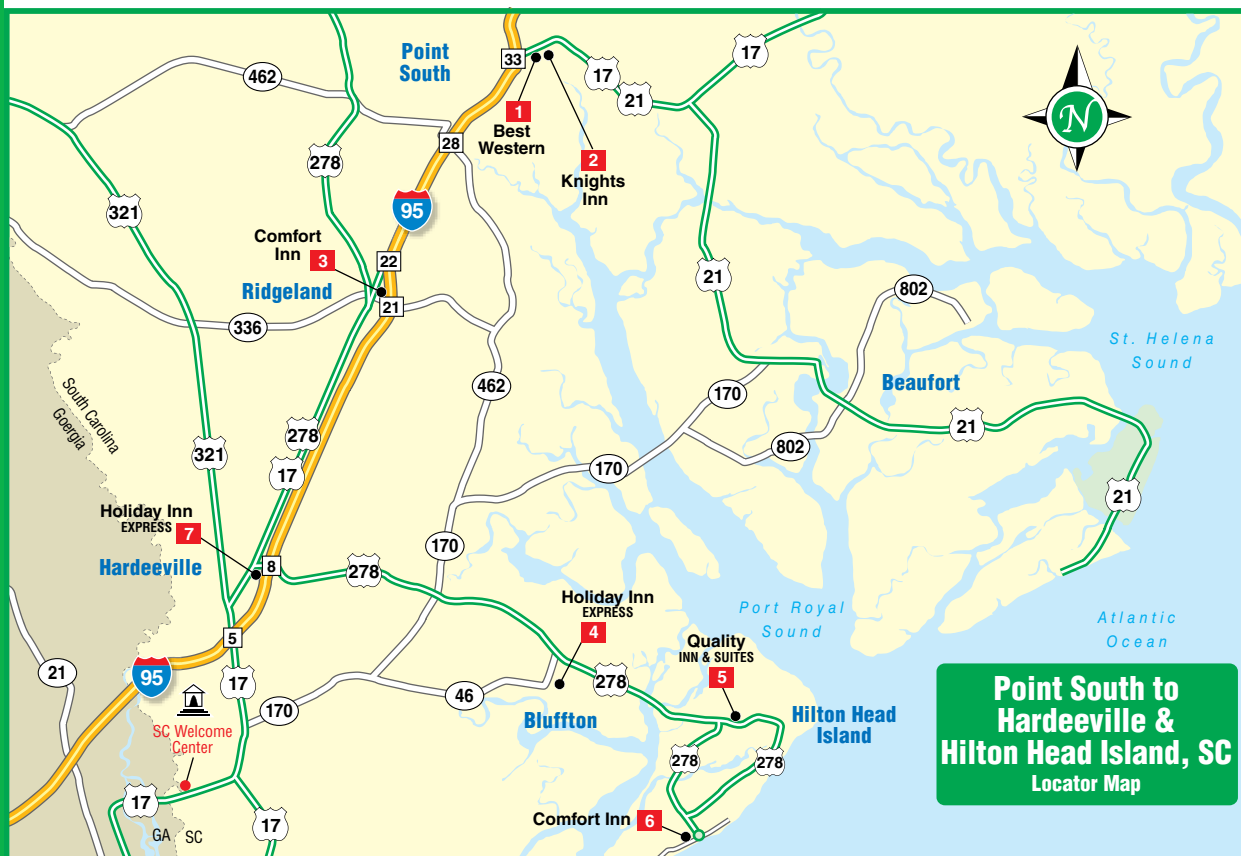 Point
South
33
17
462
17
21
1
Best
Western
28
2
Knights
Inn
N
278
321
95
Comfort
Inn
3
22
Ridgeland
21
336
21
802
St. Helena
Sound
South Carolina
Goergia
462
170
Beaufort
21
278
17
321
170
802
21
Holiday Inn
EXPRESS
7
Hardeeville
8
278
170
Holiday Inn
EXPRESS
4
Port Royal
Sound
Atlantic
Ocean
5
Quality
INN & SUITES
5
21
95
17
170
46
278
Bluffton
Hilton Head
Island
SC Welcome
Center
278
278
17
17
GA
SC
Comfort Inn
6
Point South to
Hardeeville &
Hilton Head Island, SC
Locator Map